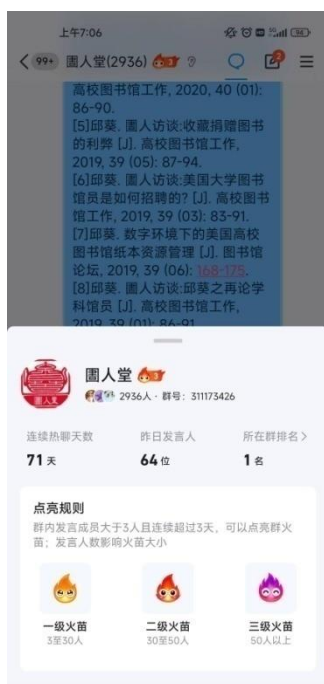 上午7:06
99+ 圕人堂(2936)
高校图书馆工作, 2020, 40 (01):
86-90.
[5]邱葵. 圕人访谈:收藏捐赠图书
的利弊 [J]. 高校图书馆工作,
2019, 39 (05): 87-94.
[6]邱葵. 圕人访谈:美国大学图书
馆员是如何招聘的? [J]. 高校图书
馆工作, 2019, 39 (03): 83-91.
[7]邱葵. 数字环境下的美国高校
图书馆纸本资源管理 [J]. 图书馆
论坛, 2019, 39 (06): 168-175.
[8]邱葵. 圕人访谈:邱葵之再论学
科馆员 [J]. 高校图书馆工作,
2019, 39 (01): 86-91
圕人堂 3
2936人 · 群号: 311173426
连续热聊天数 昨日发言人 所在群排名 >
71 天 64 位 1 名
点亮规则
群内发言成员大于3人且连续超过3天，可以点亮群火
苗；发言人数影响火苗大小
一级火苗 二级火苗 三级火苗
3至30人 30至50人 50人以上